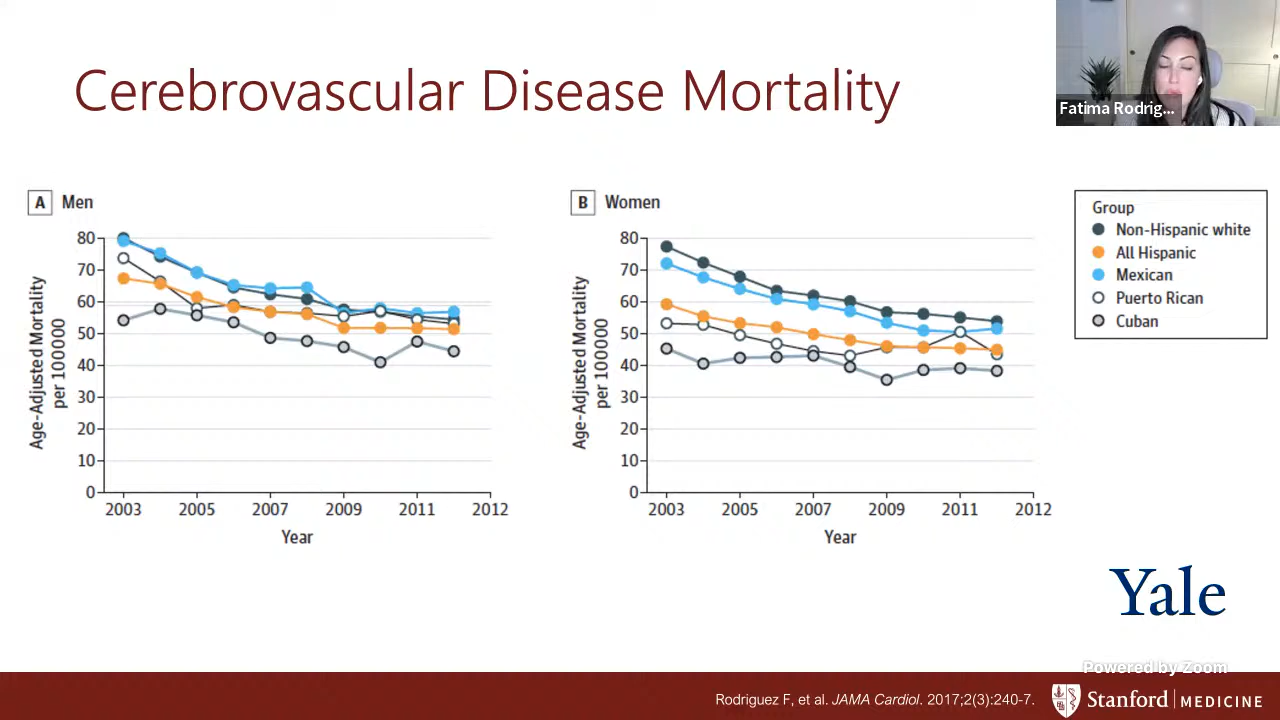 Cerebrovascular Disease Mortality
Fatima Rodrig...
A Men
80
70
60
50
40
30
20
10
0
Age-Adjusted Mortality
per 100000
2003 2005 2007 2009 2011 2012
Year
B Women
80
70
60
50
40
30
20
10
0
Age-Adjusted Mortality
per 100000
2003 2005 2007 2009 2011 2012
Year
Group
Non-Hispanic white
All Hispanic
Mexican
Puerto Rican
Cuban
Yale
Powered by Zoom
Rodriguez F, et al. JAMA Cardiol. 2017;2(3):240-7.
Stanford MEDICINE